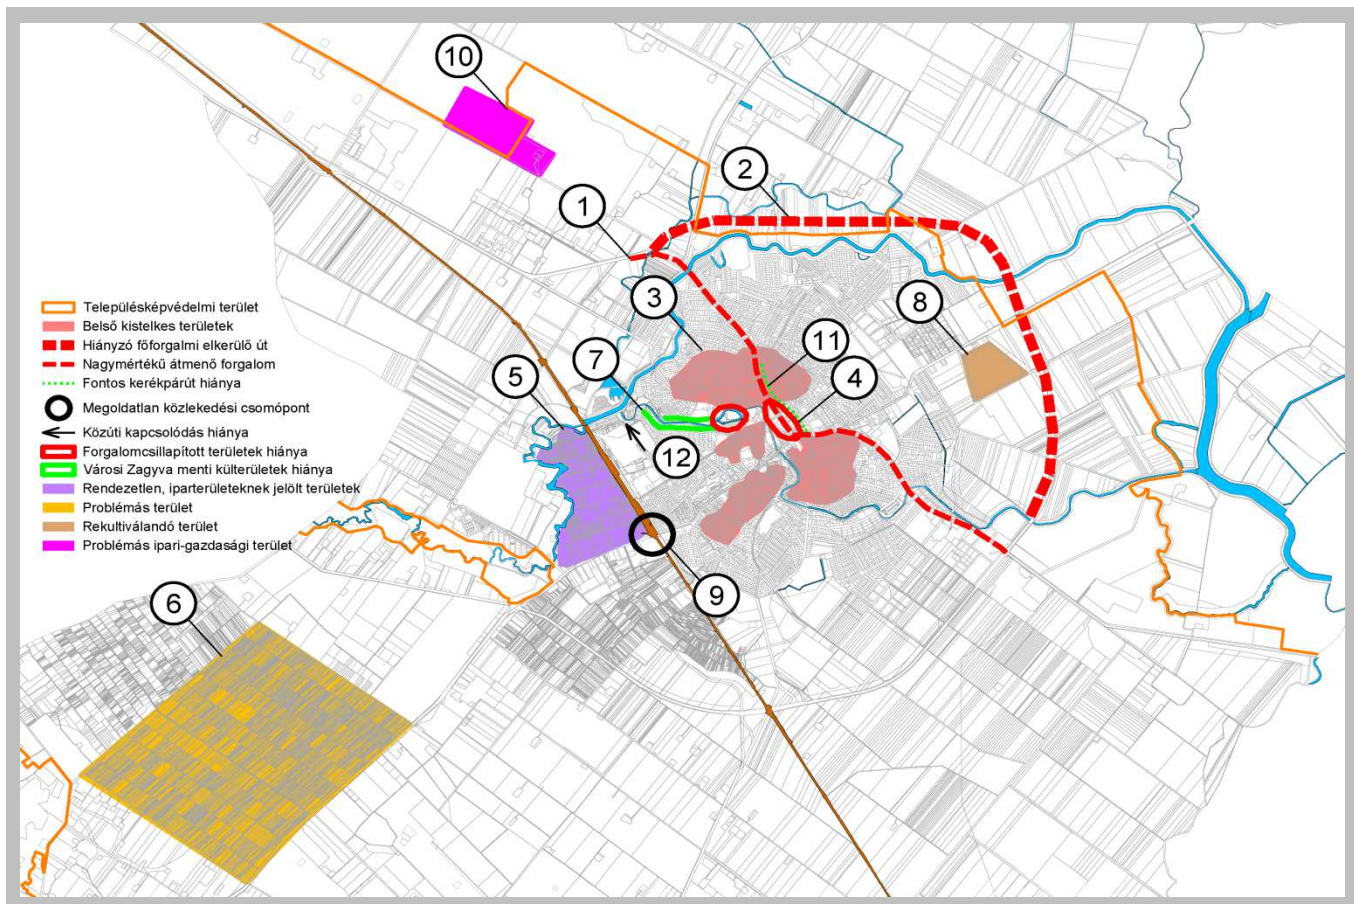 10
2
1
3
8
11
7
4
5
12
9
6
Településképvédelmi terület
Belső kistelkes területek
Hiányzó főforgalmi elkerülő út
Nagymértékű átmenő forgalom
Fontos kerékpárút hiánya
Megoldatlan közlekedési csomópont
Közúti kapcsolódás hiánya
Forgalomcsillapított területek hiánya
Városi Zagyva menti külterületek hiánya
Rendezetlen, iparterületeknek jelölt területek
Problémás terület
Rekultiválandó terület
Problémás ipari-gazdasági terület